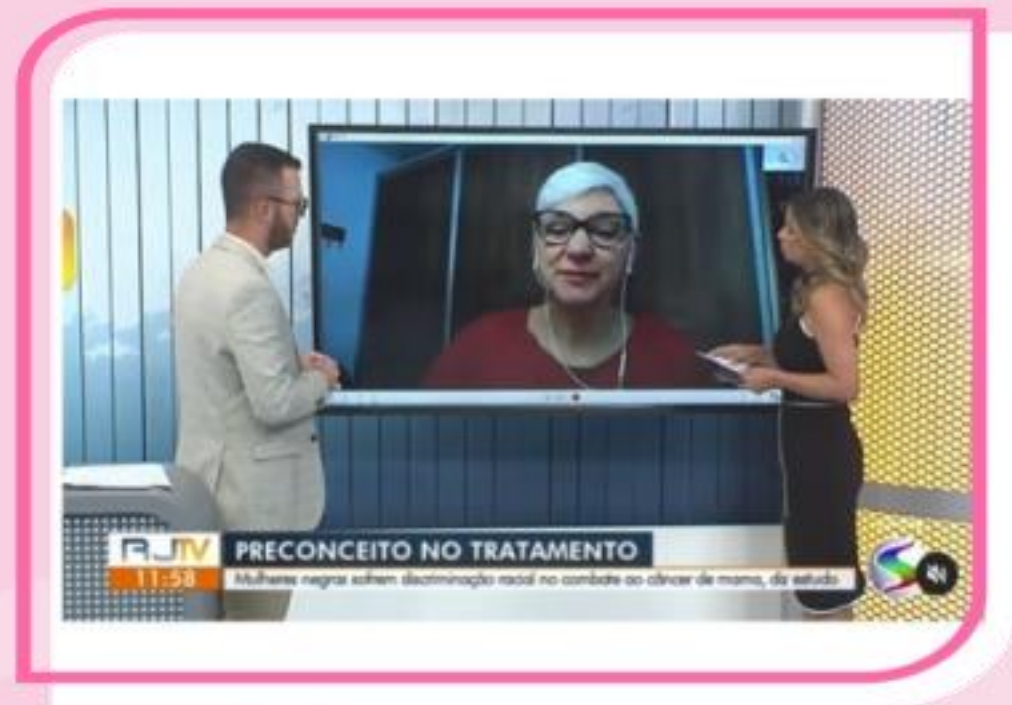 RJTV
PRECONCEITO NO TRATAMENTO
11:58
Mulheres negras sofrem discriminação racial no combate ao câncer de mama, diz estudo